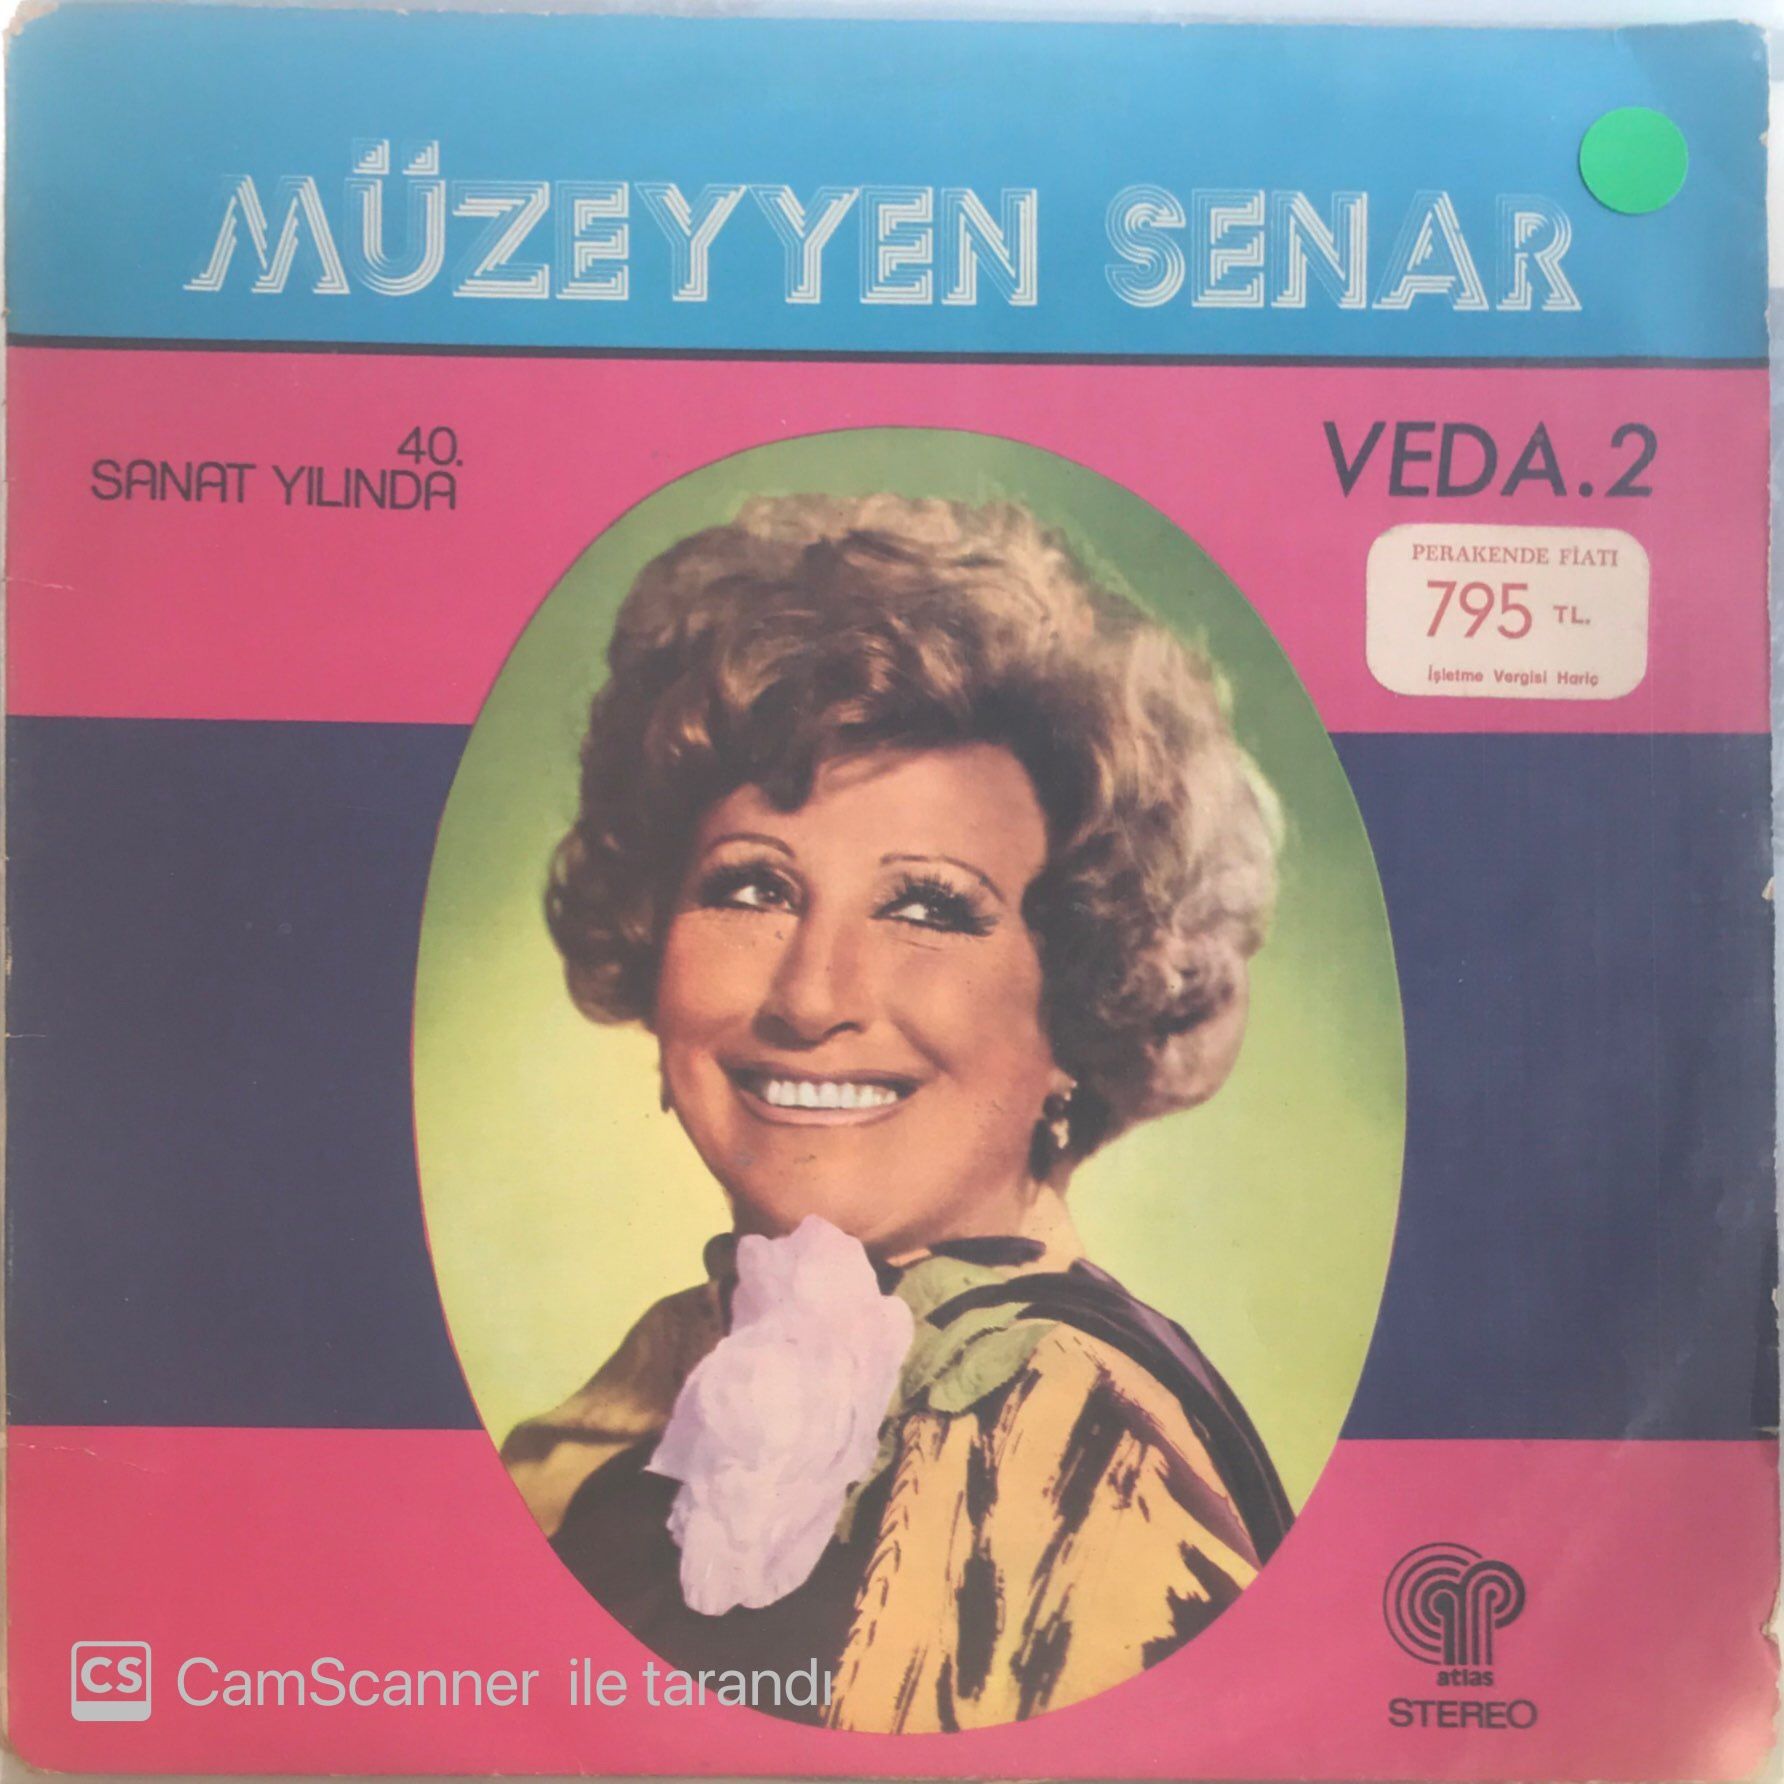 MÜZEYYEN SENAR
40.
SANAT YILINDA
VEDA.2
PERAKENDE FİATI
795 TL.
İşletme Vergisi Hariç
atlas
STEREO
CS CamScanner ile tarandı